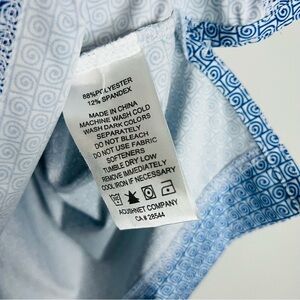 88%POLYESTER
12% SPANDEX
MADE IN CHINA
MACHINE WASH COLD
WASH DARK COLORS
SEPARATELY
DO NOT BLEACH
DO NOT USE FABRIC
SOFTENERS
TUMBLE DRY LOW
REMOVE IMMEDIATELY
COOL IRON IF NECESSARY
ACUSHNET COMPANY
CA # 28544